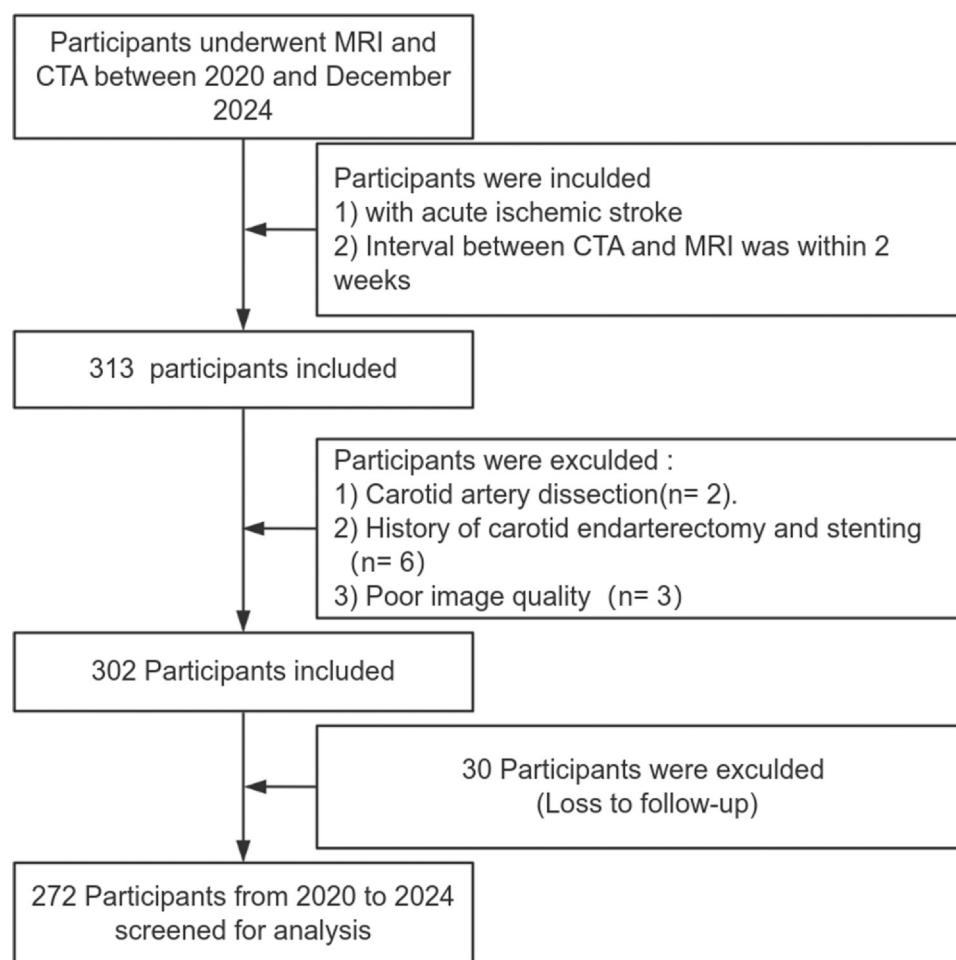 Participants underwent MRI and
CTA between 2020 and December
2024
Participants were inculded
1) with acute ischemic stroke
2) Interval between CTA and MRI was within 2
weeks
313 participants included
Participants were exculded :
1) Carotid artery dissection(n= 2).
2) History of carotid endarterectomy and stenting
(n= 6)
3) Poor image quality (n= 3)
302 Participants included
30 Participants were exculded
(Loss to follow-up)
272 Participants from 2020 to 2024
screened for analysis